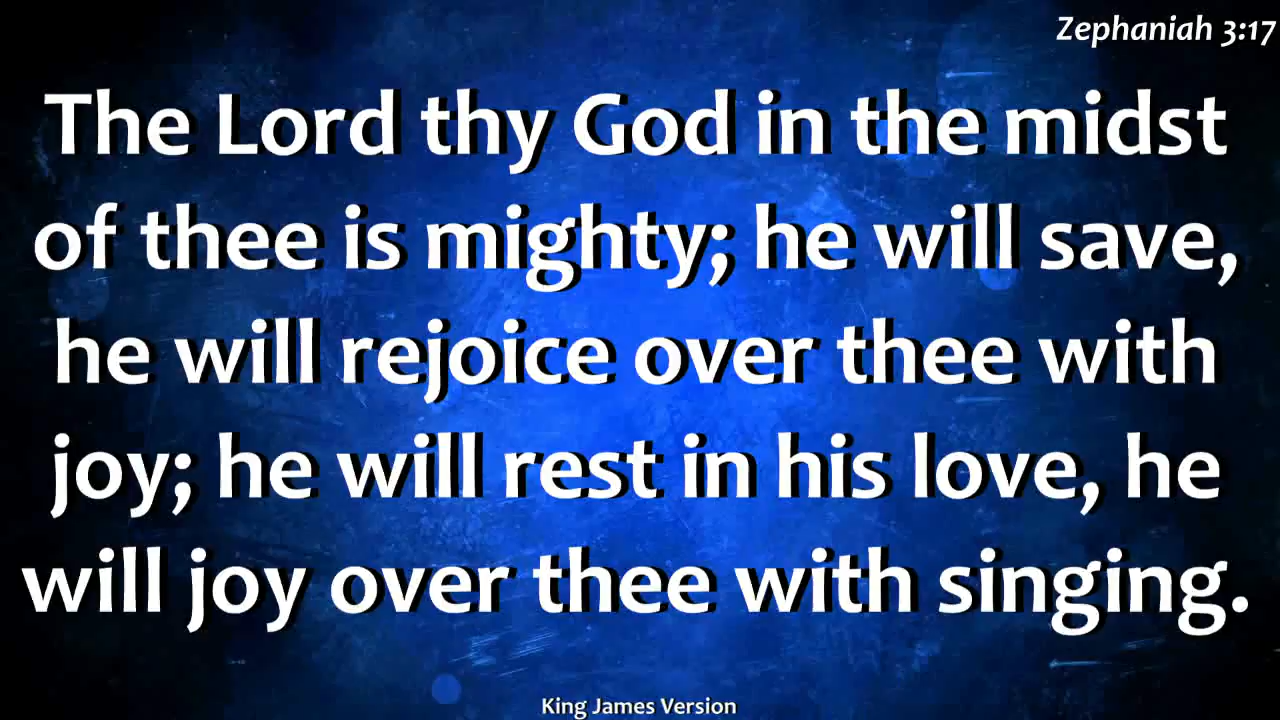 Zephaniah 3:17
The Lord thy God in the midst
of thee is mighty; he will save,
he will rejoice over thee with
joy; he will rest in his love, he
will joy over thee with singing.
King James Version